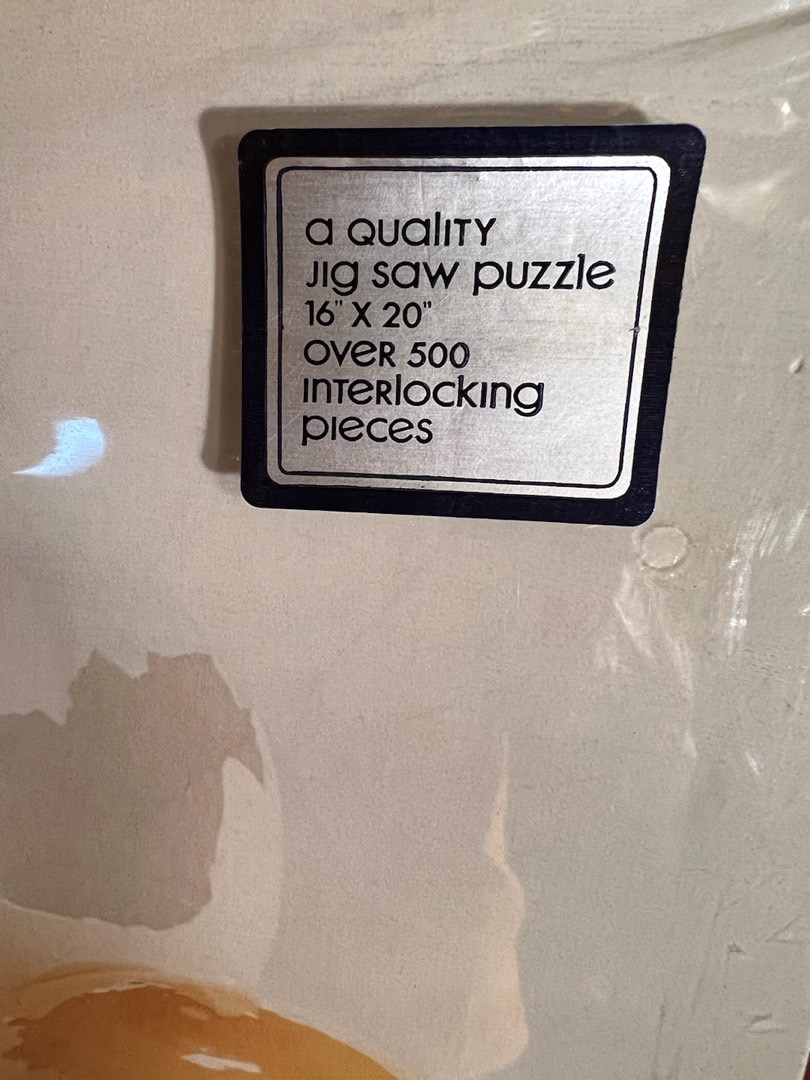 a QUalITY
JIg saw puzzle
16" X 20"
OVeR 500
INTeRlockINg
pIeces